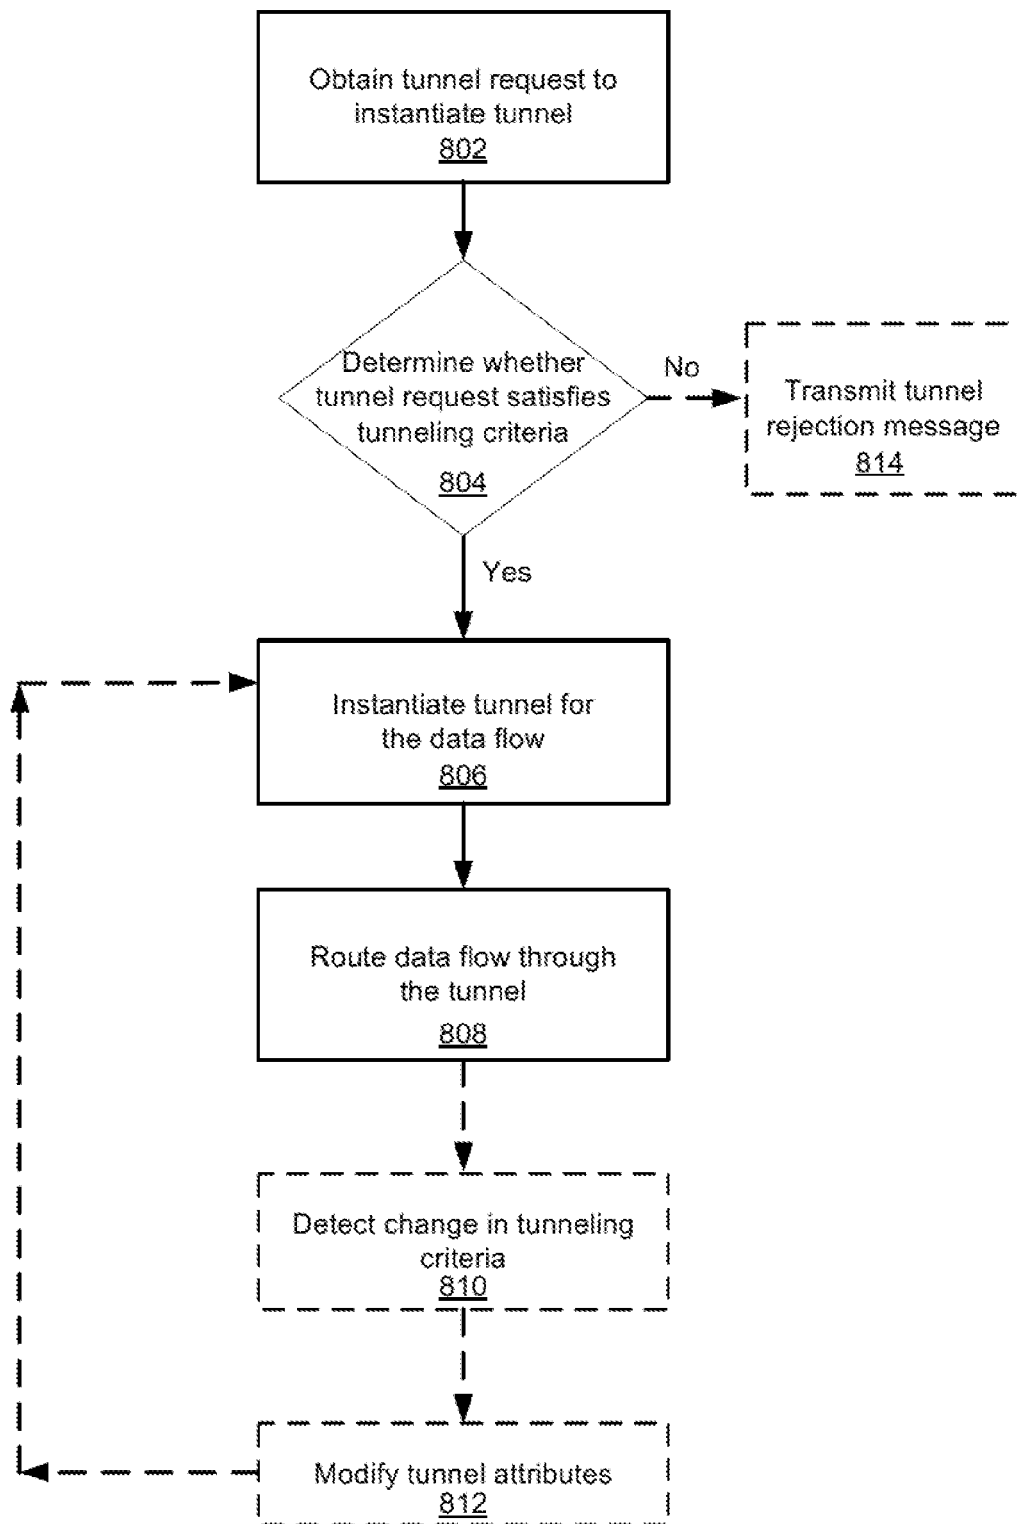 Obtain tunnel request to
instantiate tunnel
802
Determine whether
tunnel request satisfies
tunneling criteria
804
No
Transmit tunnel
rejection message
814
Yes
Instantiate tunnel for
the data flow
806
Route data flow through
the tunnel
808
Detect change in tunneling
criteria
810
Modify tunnel attributes
812